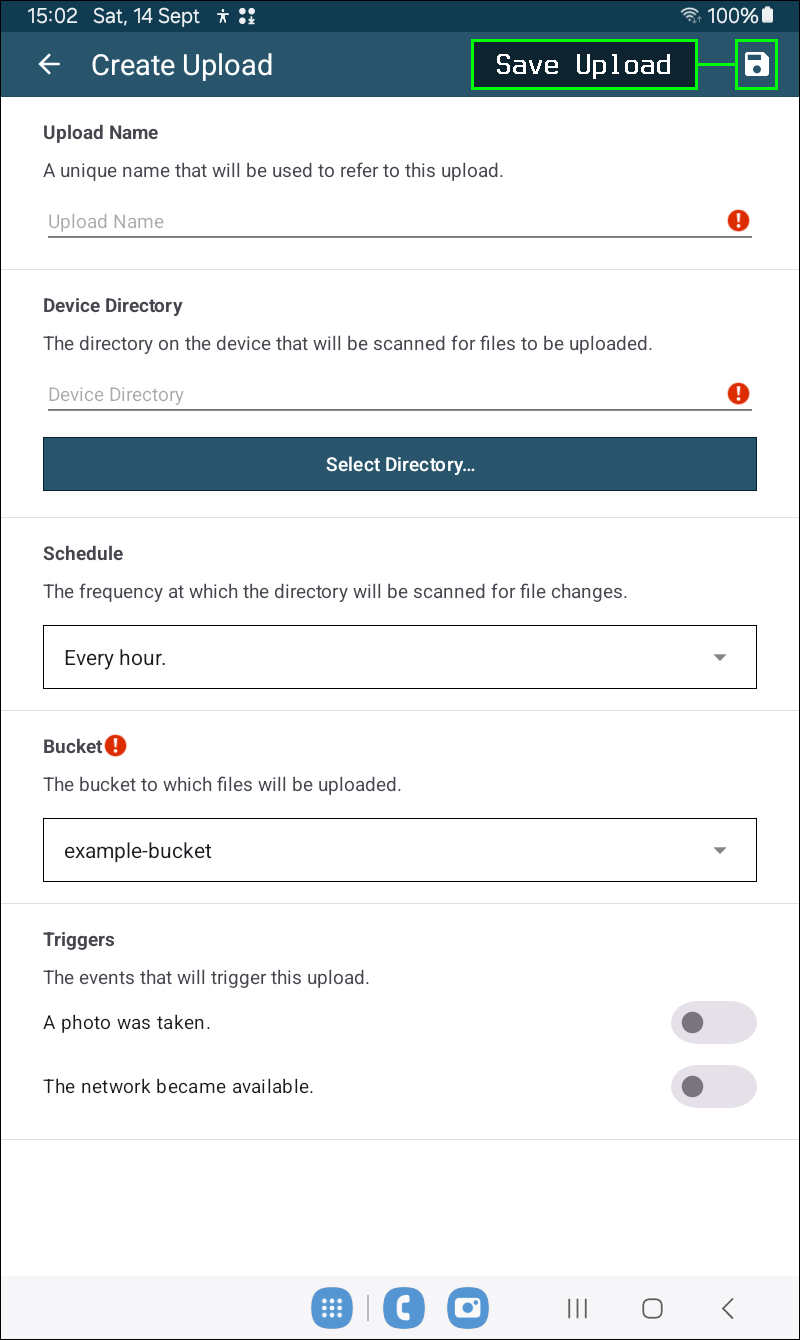 15:02 Sat, 14 Sept 100%
Create Upload Save Upload
Upload Name
A unique name that will be used to refer to this upload.
Upload Name
Device Directory
The directory on the device that will be scanned for files to be uploaded.
Device Directory
Select Directory...
Schedule
The frequency at which the directory will be scanned for file changes.
Every hour.
Bucket
The bucket to which files will be uploaded.
example-bucket
Triggers
The events that will trigger this upload.
A photo was taken.
The network became available.